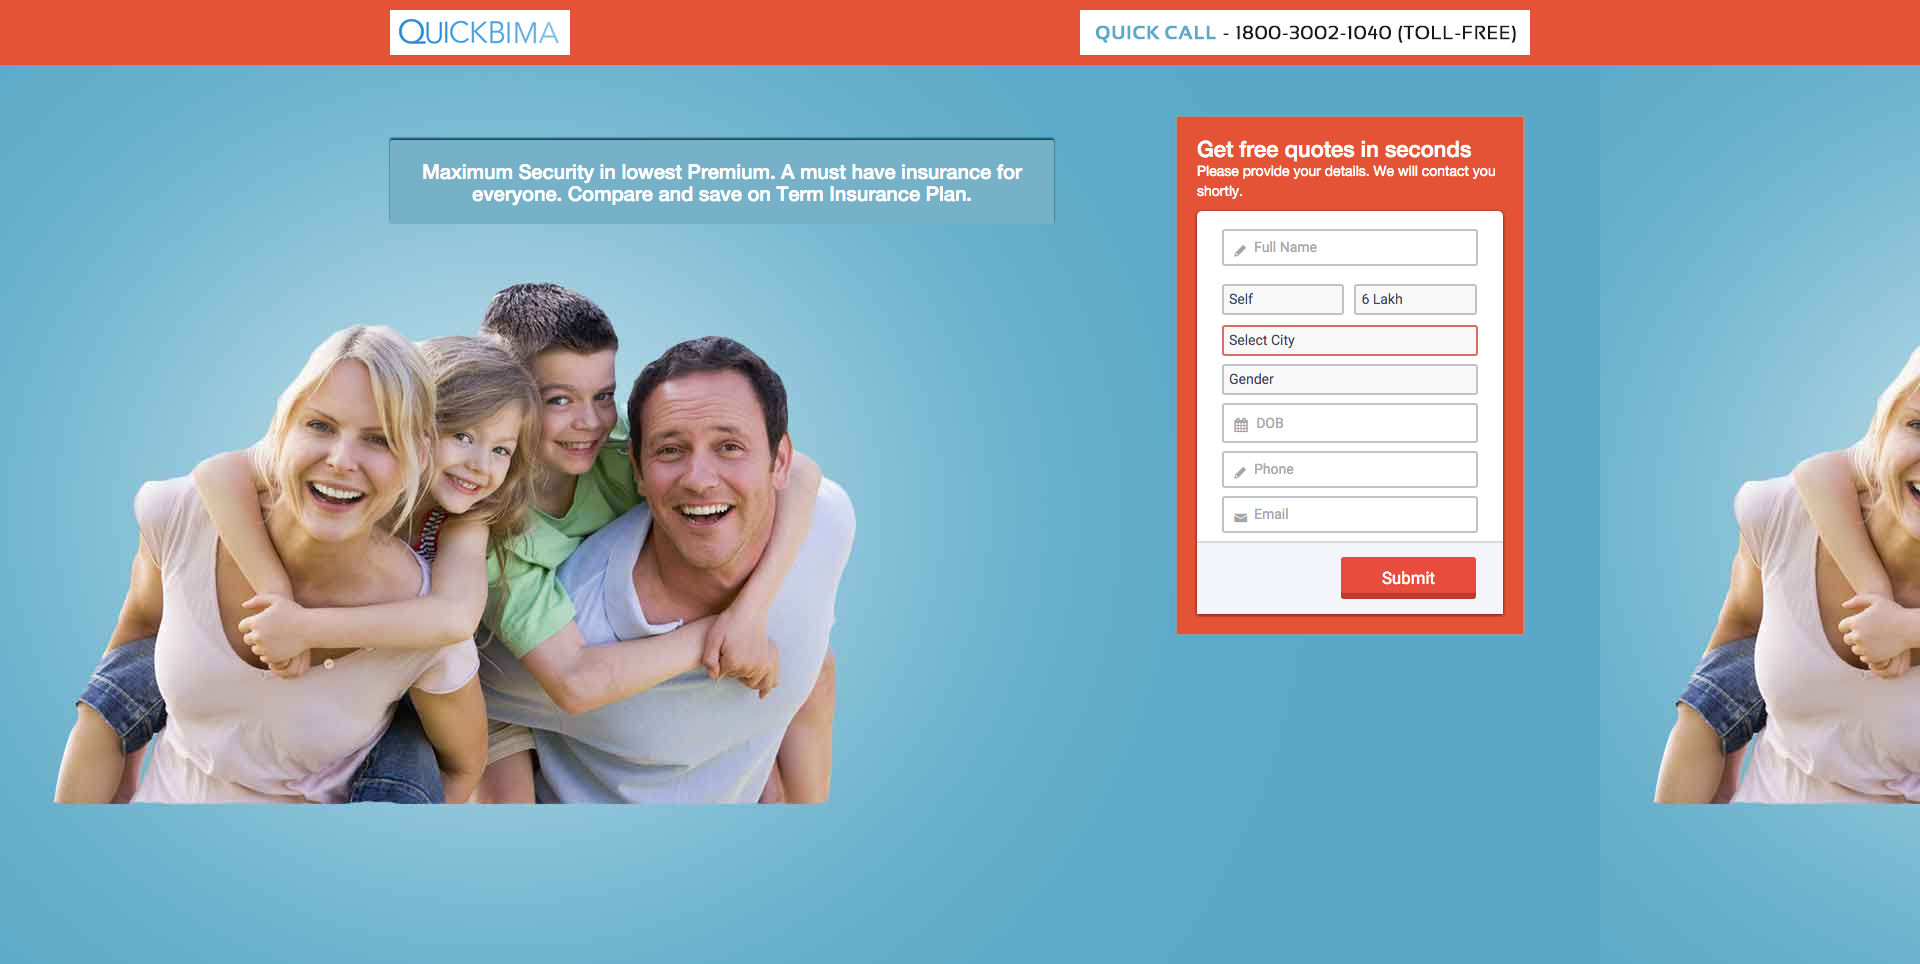 QUICKBIMA
QUICK CALL - 1800-3002-1040 (TOLL-FREE)
Maximum Security in lowest Premium. A must have insurance for
everyone. Compare and save on Term Insurance Plan.
Get free quotes in seconds
Please provide your details. We will contact you
shortly.
Full Name
Self
6 Lakh
Select City
Gender
DOB
Phone
Email
Submit